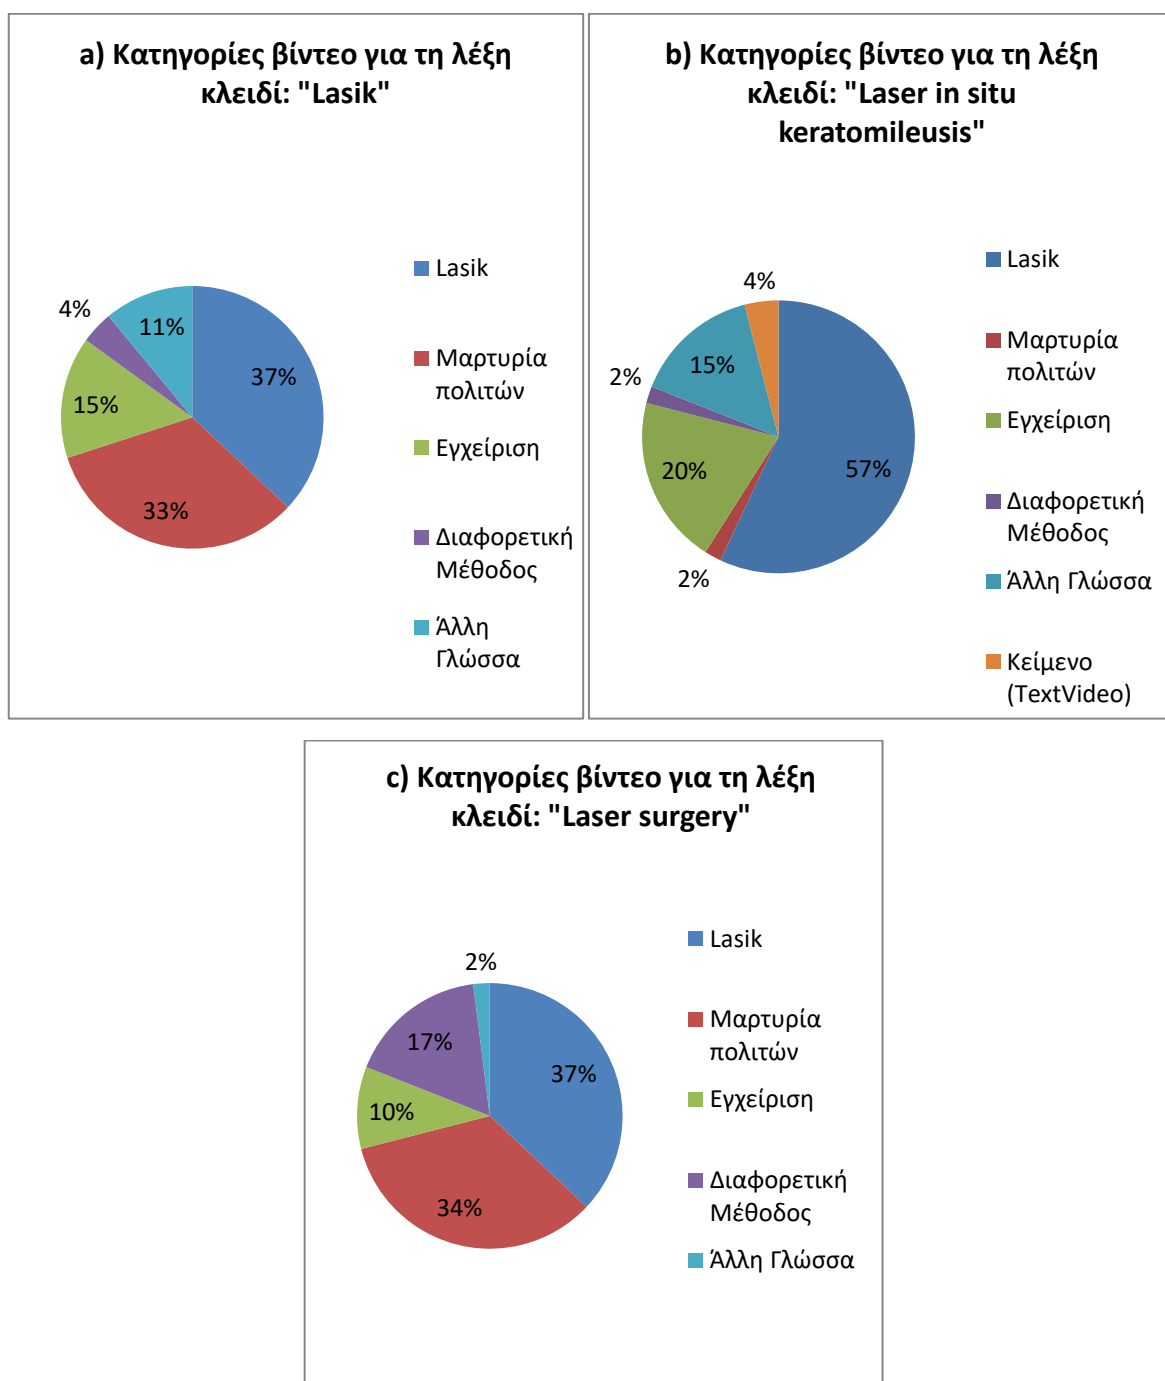 a) Κατηγορίες βίντεο για τη λέξη
κλειδί: "Lasik"
37%
33%
15%
4%
11%
Lasik
Μαρτυρία
πολιτών
Εγχείριση
Διαφορετική
Μέθοδος
Άλλη
Γλώσσα
b) Κατηγορίες βίντεο για τη λέξη
κλειδί: "Laser in situ
keratomileusis"
57%
2%
20%
2%
15%
4%
Lasik
Μαρτυρία
πολιτών
Εγχείριση
Διαφορετική
Μέθοδος
Άλλη Γλώσσα
Κείμενο
(TextVideo)
c) Κατηγορίες βίντεο για τη λέξη
κλειδί: "Laser surgery"
37%
34%
10%
17%
2%
Lasik
Μαρτυρία
πολιτών
Εγχείριση
Διαφορετική
Μέθοδος
Άλλη Γλώσσα